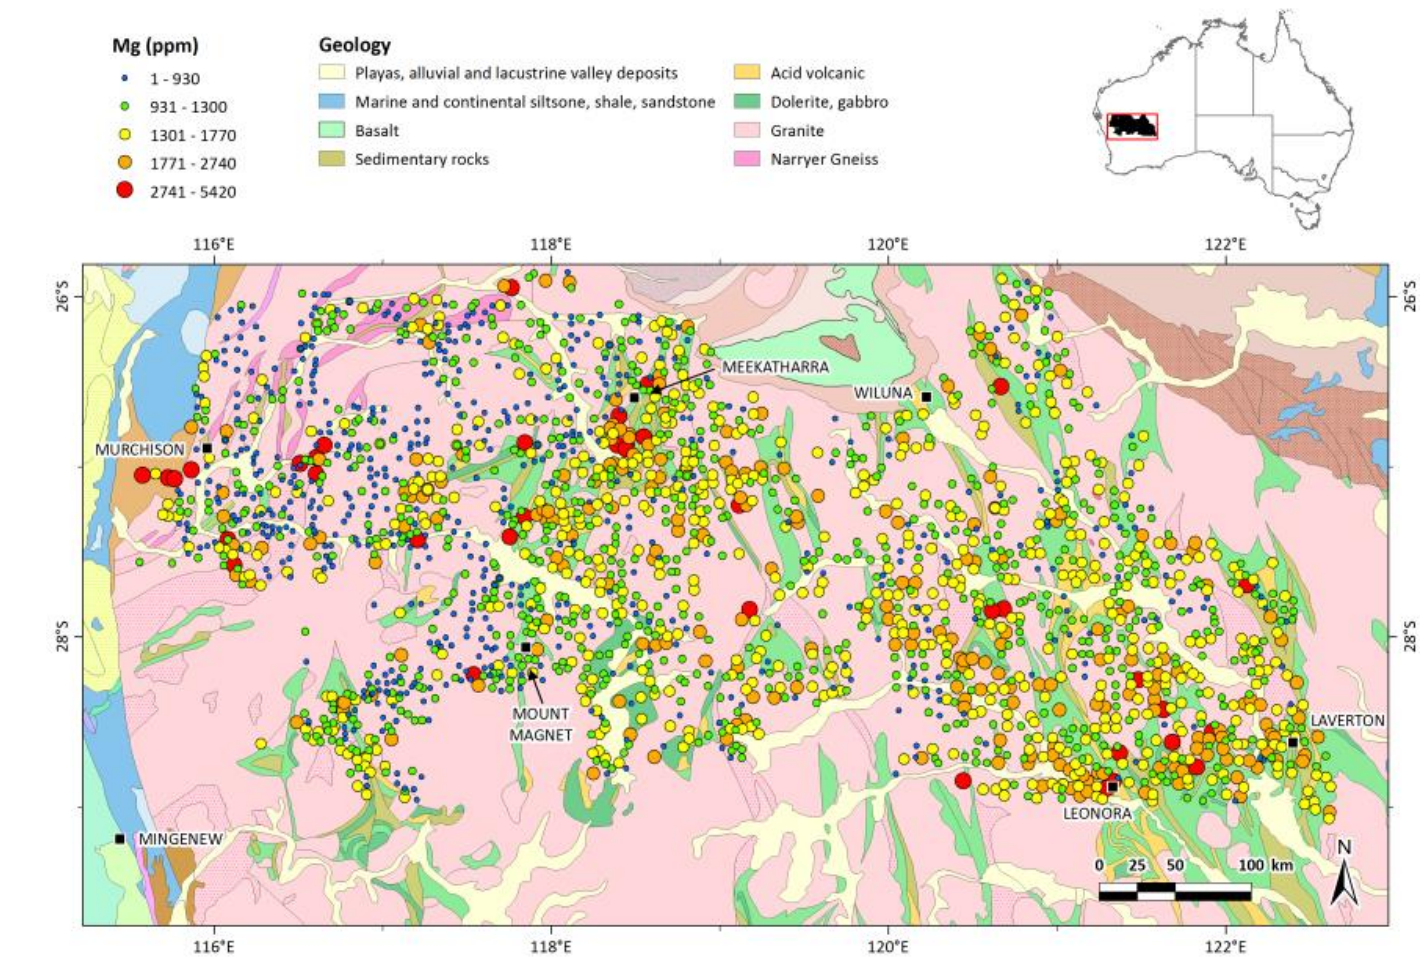 Mg (ppm)
1 - 930
931 - 1300
1301 - 1770
1771 - 2740
2741 - 5420
Geology
Playas, alluvial and lacustrine valley deposits
Marine and continental siltsone, shale, sandstone
Basalt
Sedimentary rocks
Acid volcanic
Dolerite, gabbro
Granite
Narryer Gneiss
116°E 118°E 120°E 122°E
26°S 26°S
MEEKATHARRA
WILUNA
MURCHISON
28°S 28°S
MOUNT
MAGNET
LAVERTON
LEONORA
MINGENEW
N
0 25 50 100 km
116°E 118°E 120°E 122°E